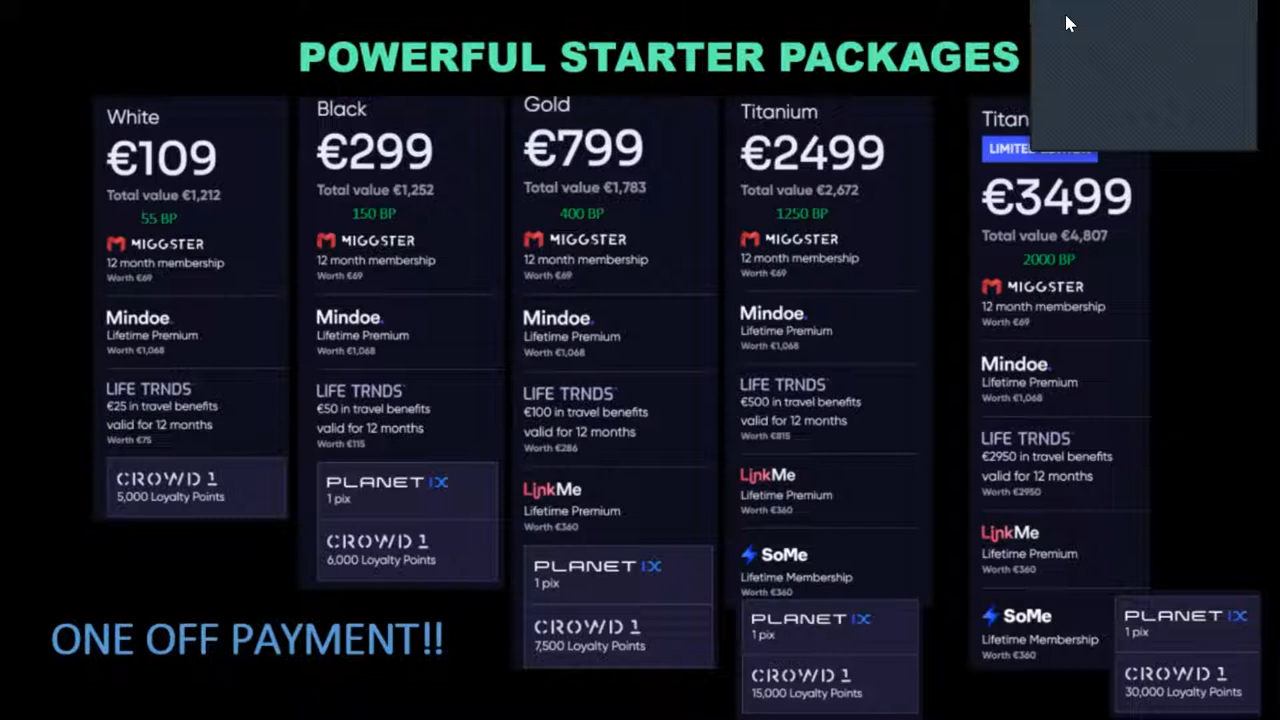 POWERFUL STARTER PACKAGES
White
€109
Total value €1,212
55 BP
MIGGSTER
12 month membership
Worth €69
Mindoe.
Lifetime Premium
Worth €1,068
LIFE TRNDS
€25 in travel benefits
valid for 12 months
Worth €75
CROWD 1
5,000 Loyalty Points
Black
€299
Total value €1,252
150 BP
MIGGSTER
12 month membership
Worth €69
Mindoe.
Lifetime Premium
Worth €1,068
LIFE TRNDS
€50 in travel benefits
valid for 12 months
Worth €115
PLANET IX
1 pix
CROWD 1
6,000 Loyalty Points
Gold
€799
Total value €1,783
400 BP
MIGGSTER
12 month membership
Worth €69
Mindoe.
Lifetime Premium
Worth €1,068
LIFE TRNDS
€100 in travel benefits
valid for 12 months
Worth €286
LinkMe
Lifetime Premium
Worth €360
PLANET IX
1 pix
CROWD 1
7,500 Loyalty Points
Titanium
€2499
Total value €2,672
1250 BP
MIGGSTER
12 month membership
Worth €69
Mindoe.
Lifetime Premium
Worth €1,068
LIFE TRNDS
€500 in travel benefits
valid for 12 months
Worth €815
LinkMe
Lifetime Premium
Worth €360
SoMe
Lifetime Membership
Worth €360
PLANET IX
1 pix
CROWD 1
15,000 Loyalty Points
Titan
€3499
Total value €4,807
2000 BP
MIGGSTER
12 month membership
Worth €69
Mindoe.
Lifetime Premium
Worth €1,068
LIFE TRNDS
€2950 in travel benefits
valid for 12 months
Worth €2950
LinkMe
Lifetime Premium
Worth €360
SoMe
Lifetime Membership
Worth €360
PLANET IX
1 pix
CROWD 1
30,000 Loyalty Points
ONE OFF PAYMENT!!